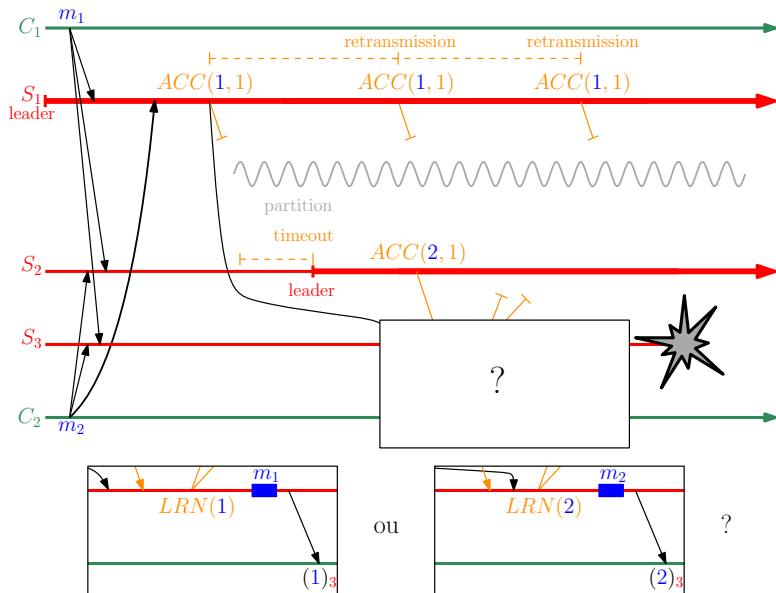 m₁
C₁
retransmission retransmission
S₁ ACC(1, 1) ACC(1, 1) ACC(1, 1)
leader
partition
timeout
S₂ ACC(2, 1)
leader
S₃
?
C₂
m₂
m₁ m₂
LRN(1) LRN(2)
ou ?
(1)₃ (2)₃